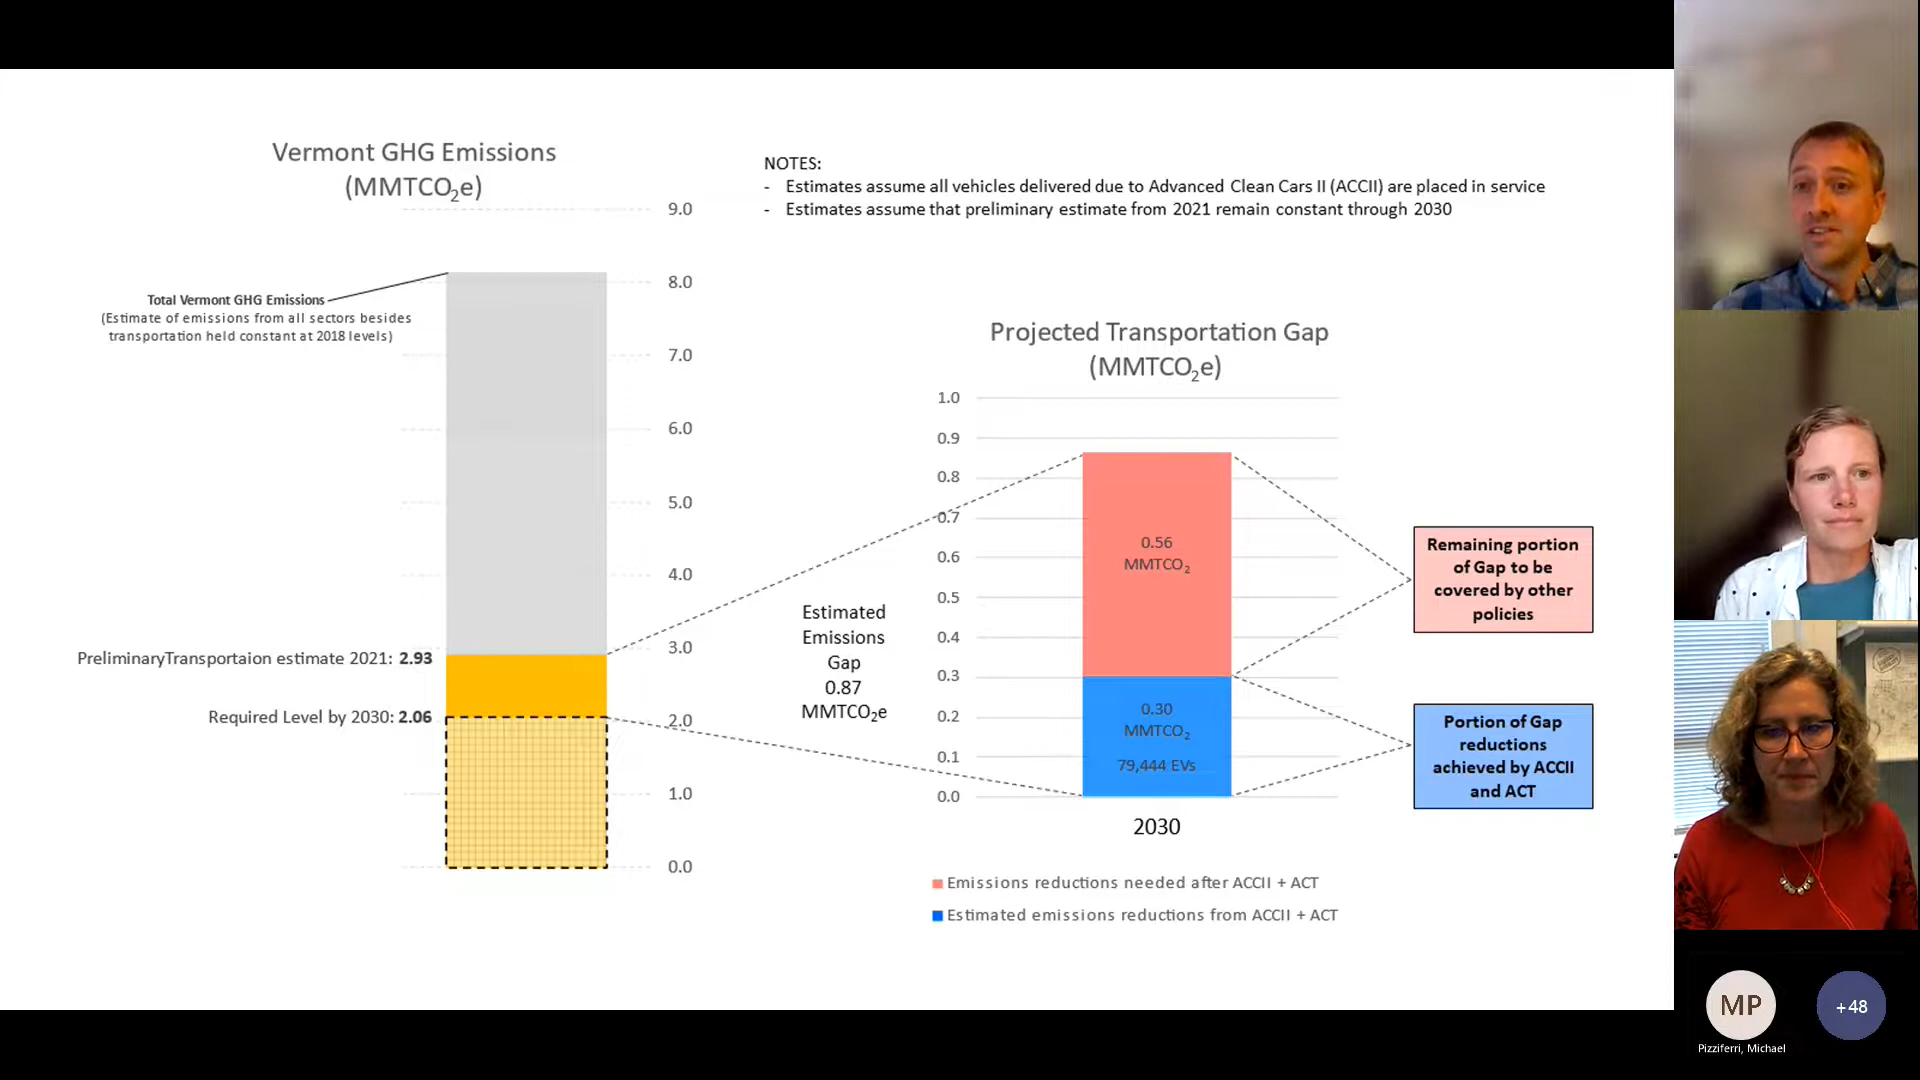 Vermont GHG Emissions
(MMTCO2e)
9.0
8.0
7.0
6.0
5.0
4.0
3.0
2.0
1.0
0.0
Total Vermont GHG Emissions
(Estimate of emissions from all sectors besides
transportation held constant at 2018 levels)
PreliminaryTransportaion estimate 2021: 2.93
Required Level by 2030: 2.06
NOTES:
- Estimates assume all vehicles delivered due to Advanced Clean Cars II (ACCII) are placed in service
- Estimates assume that preliminary estimate from 2021 remain constant through 2030
Estimated
Emissions
Gap
0.87
MMTCO2e
Projected Transportation Gap
(MMTCO2e)
1.0
0.9
0.8
0.7
0.6
0.5
0.4
0.3
0.2
0.1
0.0
0.56
MMTCO2
0.30
MMTCO2
79,444 EVs
2030
Emissions reductions needed after ACCII + ACT
Estimated emissions reductions from ACCII + ACT
Remaining portion
of Gap to be
covered by other
policies
Portion of Gap
reductions
achieved by ACCII
and ACT
MP
Pizziferri, Michael
+48